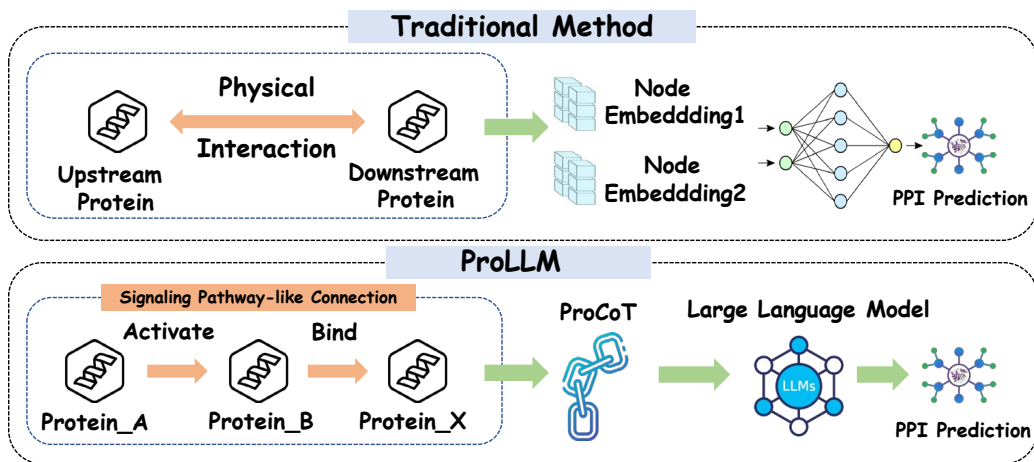 Traditional Method
Physical
Interaction
Upstream
Protein
Downstream
Protein
Node
Embeddding1
Node
Embeddding2
PPI Prediction
ProLLM
Signaling Pathway-like Connection
Activate
Bind
Protein_A
Protein_B
Protein_X
ProCoT
Large Language Model
LLMs
PPI Prediction